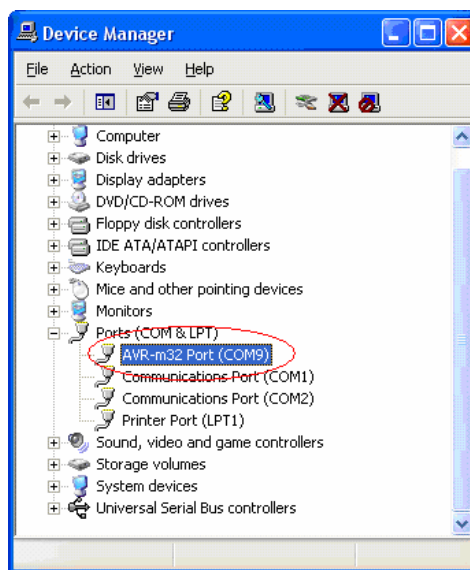 Device Manager
File Action View Help
Computer
Disk drives
Display adapters
DVD/CD-ROM drives
Floppy disk controllers
IDE ATA/ATAPI controllers
Keyboards
Mice and other pointing devices
Monitors
Ports (COM & LPT)
AVR-m32 Port (COM9)
Communications Port (COM1)
Communications Port (COM2)
Printer Port (LPT1)
Sound, video and game controllers
Storage volumes
System devices
Universal Serial Bus controllers